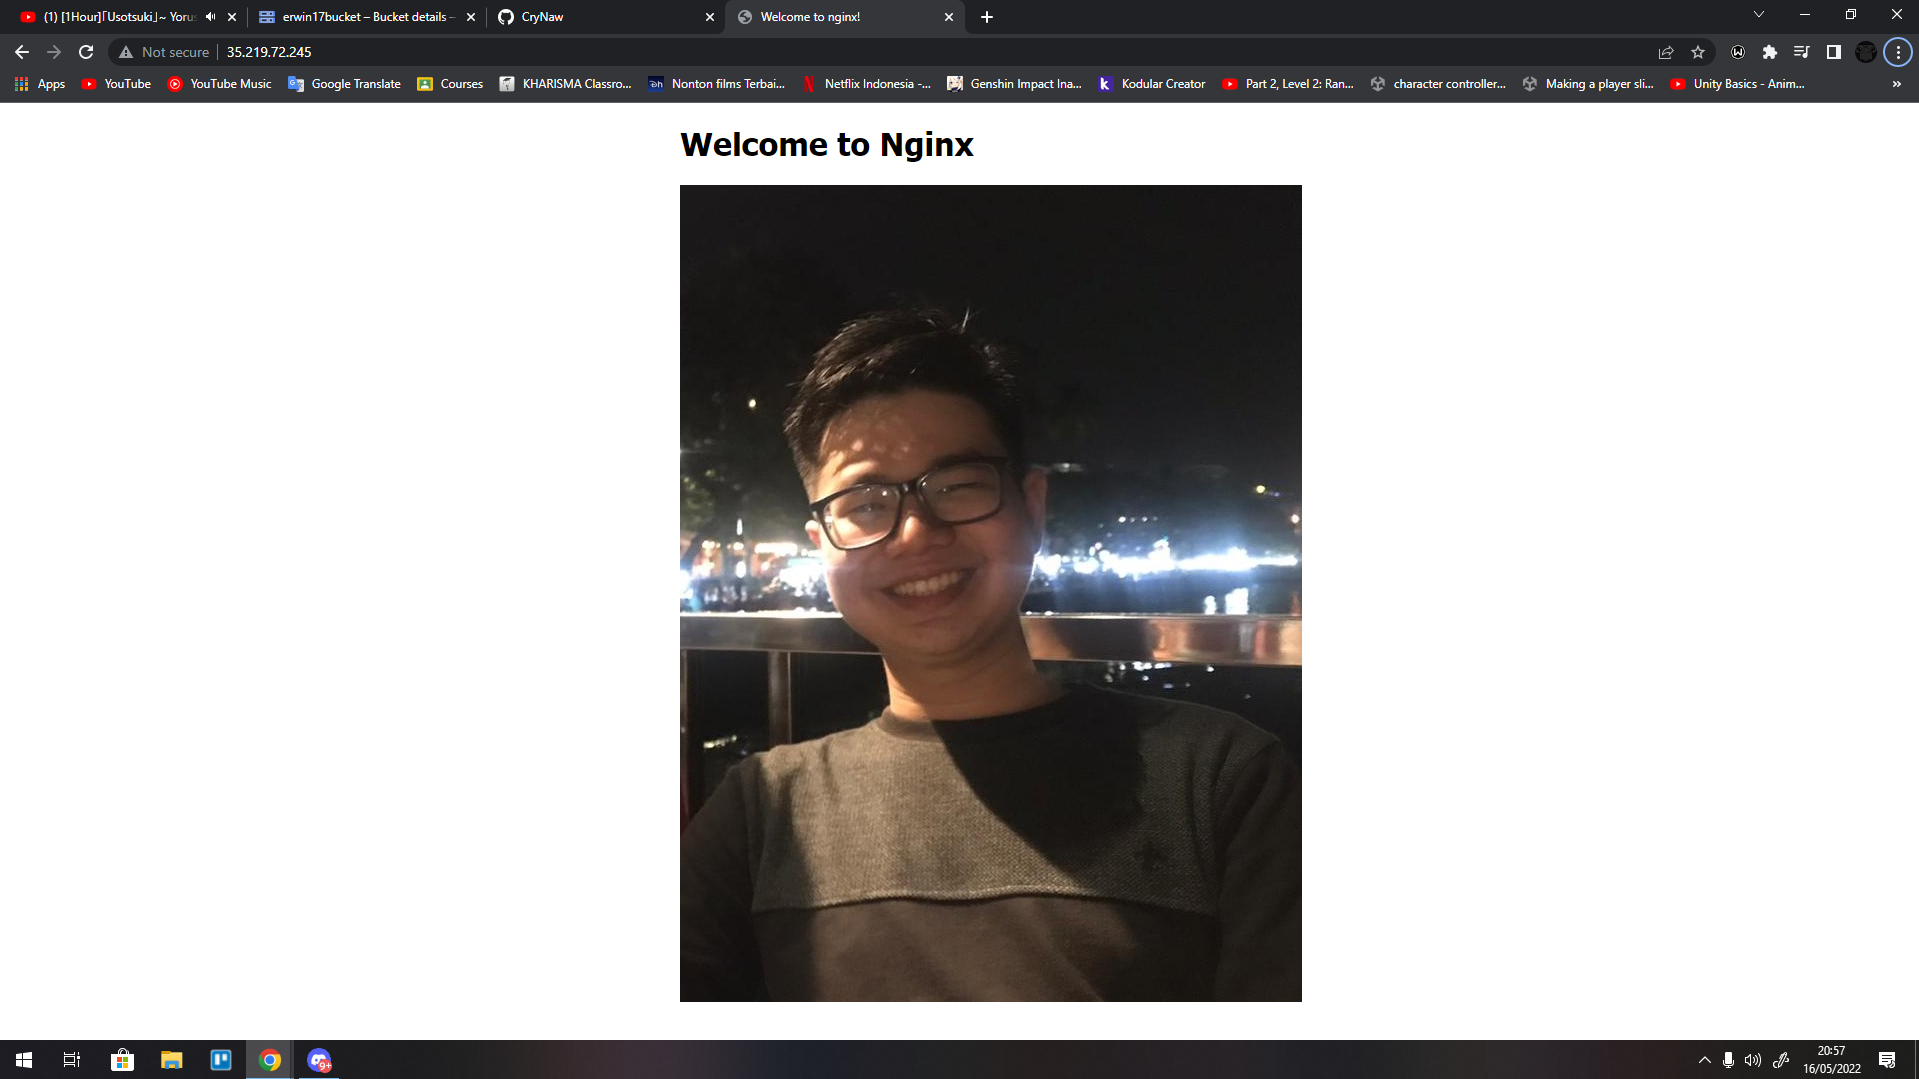 (1) [1Hour]「Usotsuki」~ Yorus
erwin17bucket – Bucket details –
CryNaw
Welcome to nginx!
Not secure
35.219.72.245
Apps
YouTube
YouTube Music
Google Translate
Courses
KHARISMA Classro...
Nonton films Terbai...
Netflix Indonesia -...
Genshin Impact Ina...
Kodular Creator
Part 2, Level 2: Ran...
character controller...
Making a player sli...
Unity Basics - Anim...
»
Welcome to Nginx
9+
20:57
16/05/2022